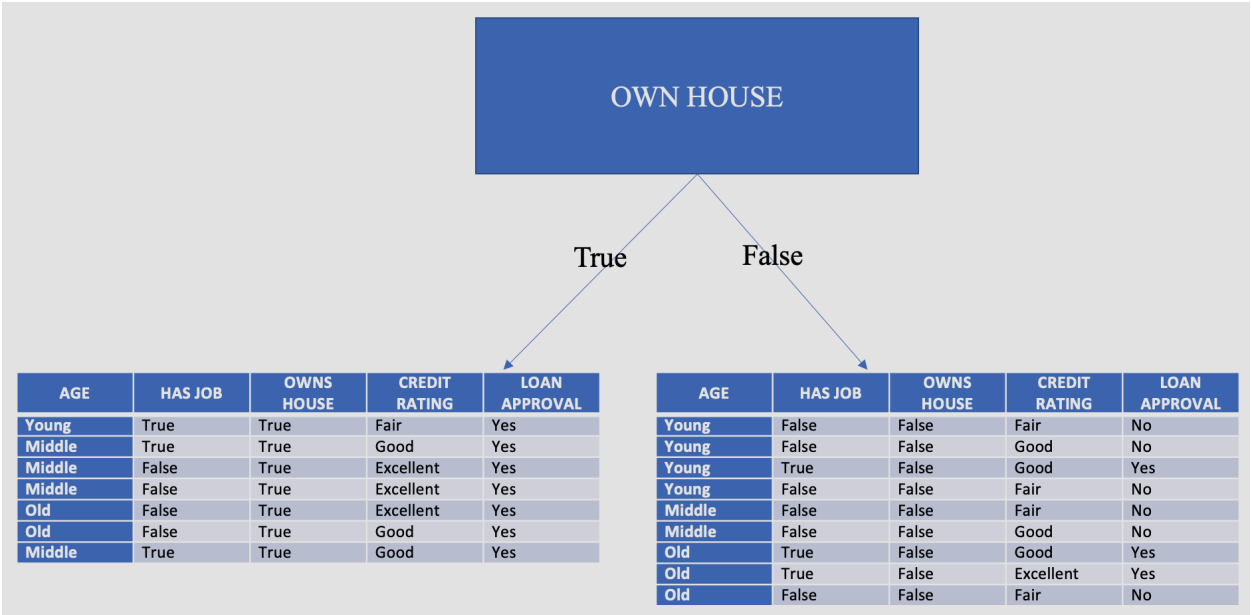 OWN HOUSE
True False
AGE HAS JOB OWNS HOUSE CREDIT RATING LOAN APPROVAL
Young True True Fair Yes
Middle True True Good Yes
Middle False True Excellent Yes
Middle False True Excellent Yes
Old False True Excellent Yes
Old False True Good Yes
Middle True True Good Yes
AGE HAS JOB OWNS HOUSE CREDIT RATING LOAN APPROVAL
Young False False Fair No
Young False False Good No
Young True False Good Yes
Young False False Fair No
Middle False False Fair No
Middle False False Good No
Old True False Good Yes
Old True False Excellent Yes
Old False False Fair No